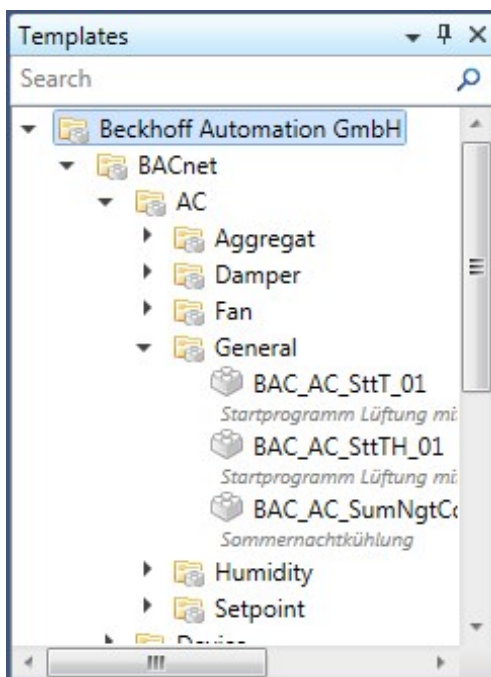 Templates
Search
Beckhoff Automation GmbH
BACnet
AC
Aggregat
Damper
Fan
General
BAC_AC_SttT_01
Startprogramm Lüftung mi
BAC_AC_SttTH_01
Startprogramm Lüftung mi
BAC_AC_SumNgtCo
Sommernachtkühlung
Humidity
Setpoint